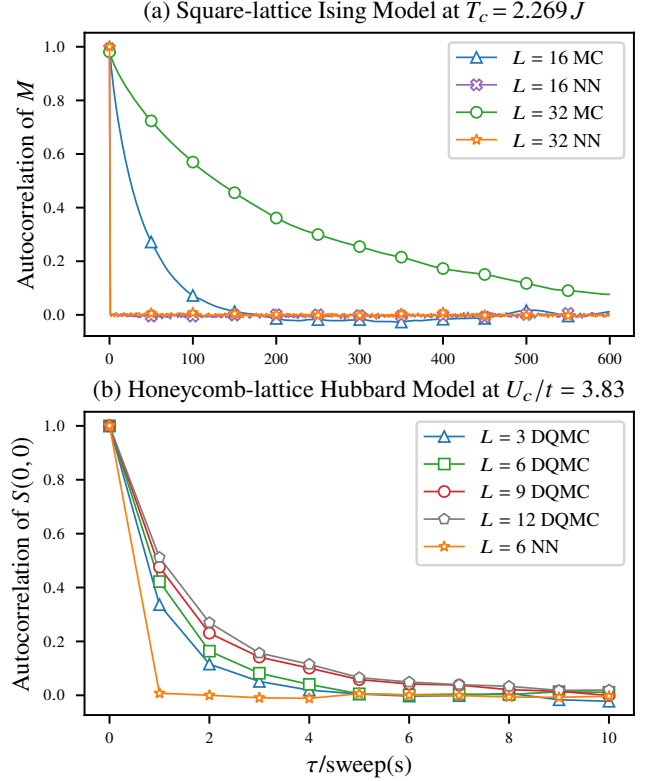 (a) Square-lattice Ising Model at T_c = 2.269 J
Autocorrelation of M
1.0
0.8
0.6
0.4
0.2
0.0
L = 16 MC
L = 16 NN
L = 32 MC
L = 32 NN
0 100 200 300 400 500 600
(b) Honeycomb-lattice Hubbard Model at U_c/t = 3.83
Autocorrelation of S(0, 0)
1.0
0.8
0.6
0.4
0.2
0.0
L = 3 DQMC
L = 6 DQMC
L = 9 DQMC
L = 12 DQMC
L = 6 NN
0 2 4 6 8 10
τ/sweep(s)